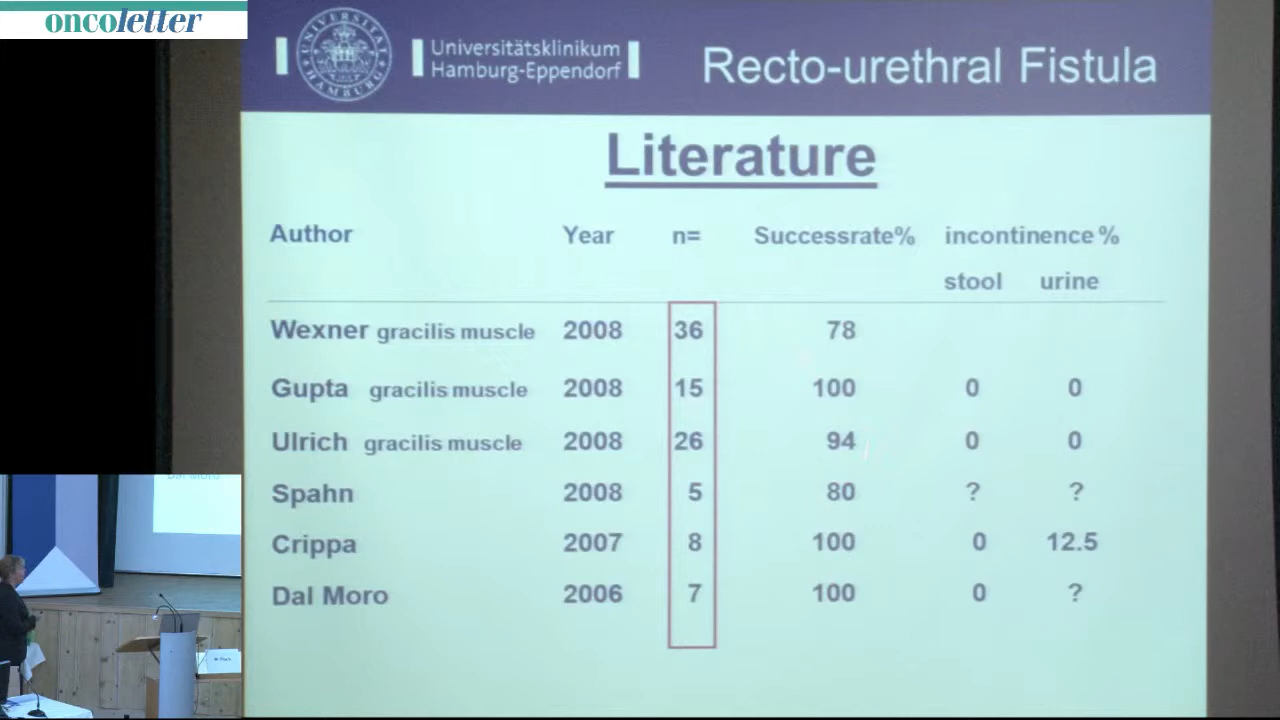 oncoletter
Universitätsklinikum
Hamburg-Eppendorf
Recto-urethral Fistula
Literature
Author Year n= Successrate% incontinence %
stool urine
Wexner gracilis muscle 2008 36 78
Gupta gracilis muscle 2008 15 100 0 0
Ulrich gracilis muscle 2008 26 94 0 0
Spahn 2008 5 80 ? ?
Crippa 2007 8 100 0 12.5
Dal Moro 2006 7 100 0 ?
Dal Moro